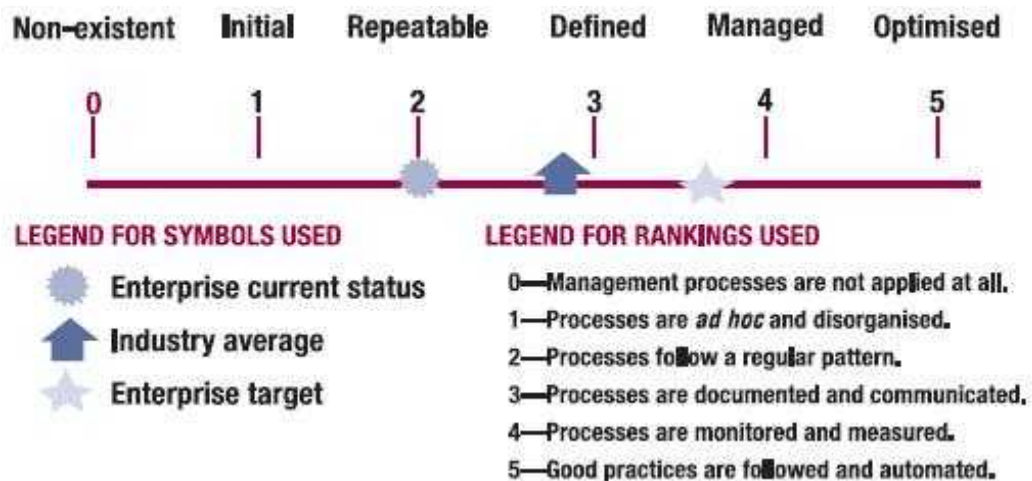 Non-existent Initial Repeatable Defined Managed Optimised
0 1 2 3 4 5
LEGEND FOR SYMBOLS USED
Enterprise current status
Industry average
Enterprise target
LEGEND FOR RANKINGS USED
0—Management processes are not applied at all.
1—Processes are ad hoc and disorganised.
2—Processes follow a regular pattern.
3—Processes are documented and communicated.
4—Processes are monitored and measured.
5—Good practices are followed and automated.